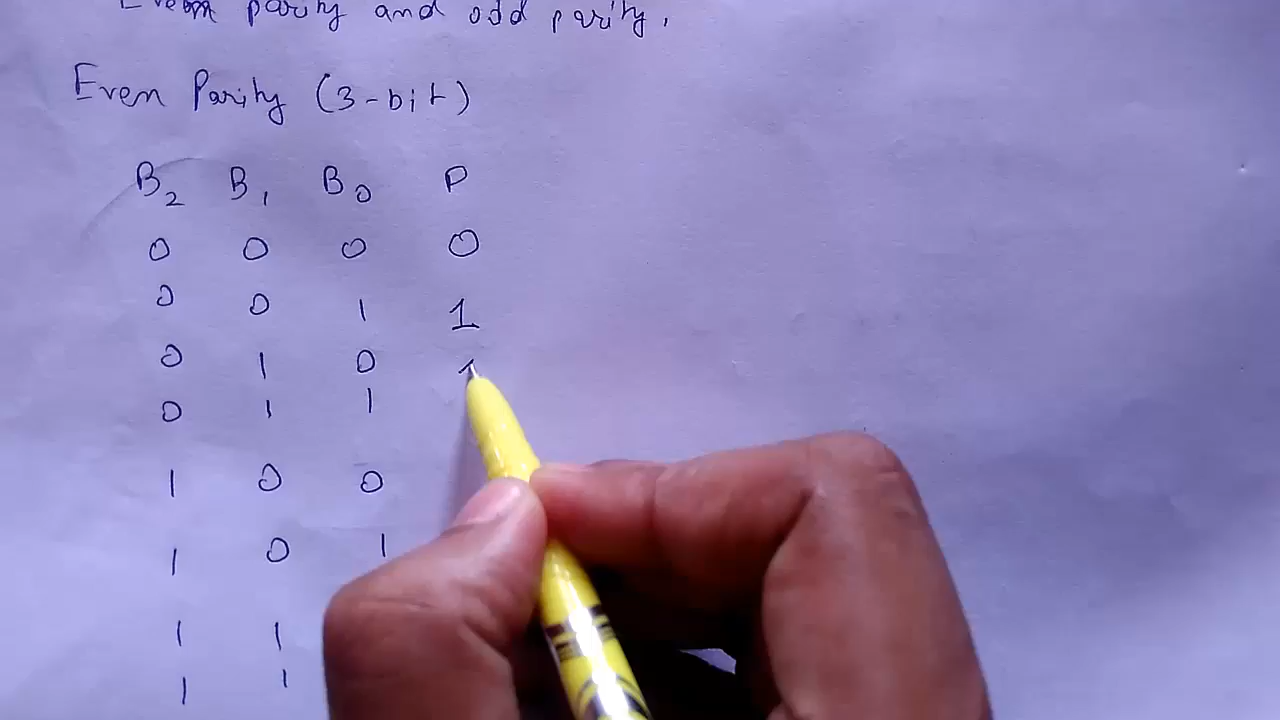 Even parity and odd parity.
Even Parity (3-bit)
B2 B1 B0 P
0 0 0 0
0 0 1 1
0 1 0 1
0 1 1
1 0 0
1 0 1
1 1
1 1